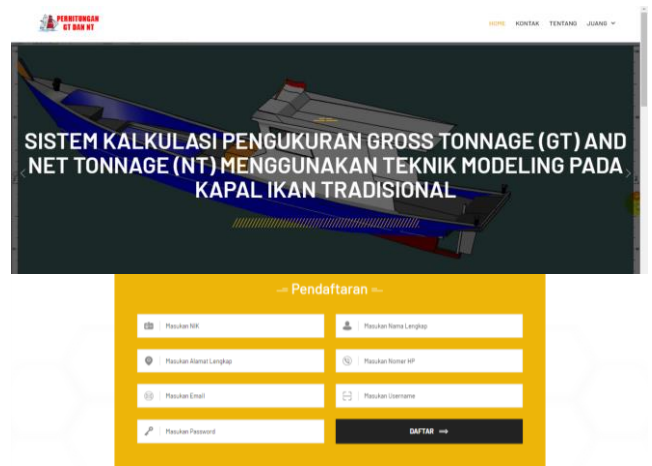 PERHITUNGAN
GT DAN NT
HOME KONTAK TENTANG JUANG
SISTEM KALKULASI PENGUKURAN GROSS TONNAGE (GT) AND
NET TONNAGE (NT) MENGGUNAKAN TEKNIK MODELING PADA
KAPAL IKAN TRADISIONAL
Pendaftaran
Masukan NIK
Masukan Nama Lengkap
Masukan Alamat Lengkap
Masukan Nomer HP
Masukan Email
Masukan Username
Masukan Password
DAFTAR